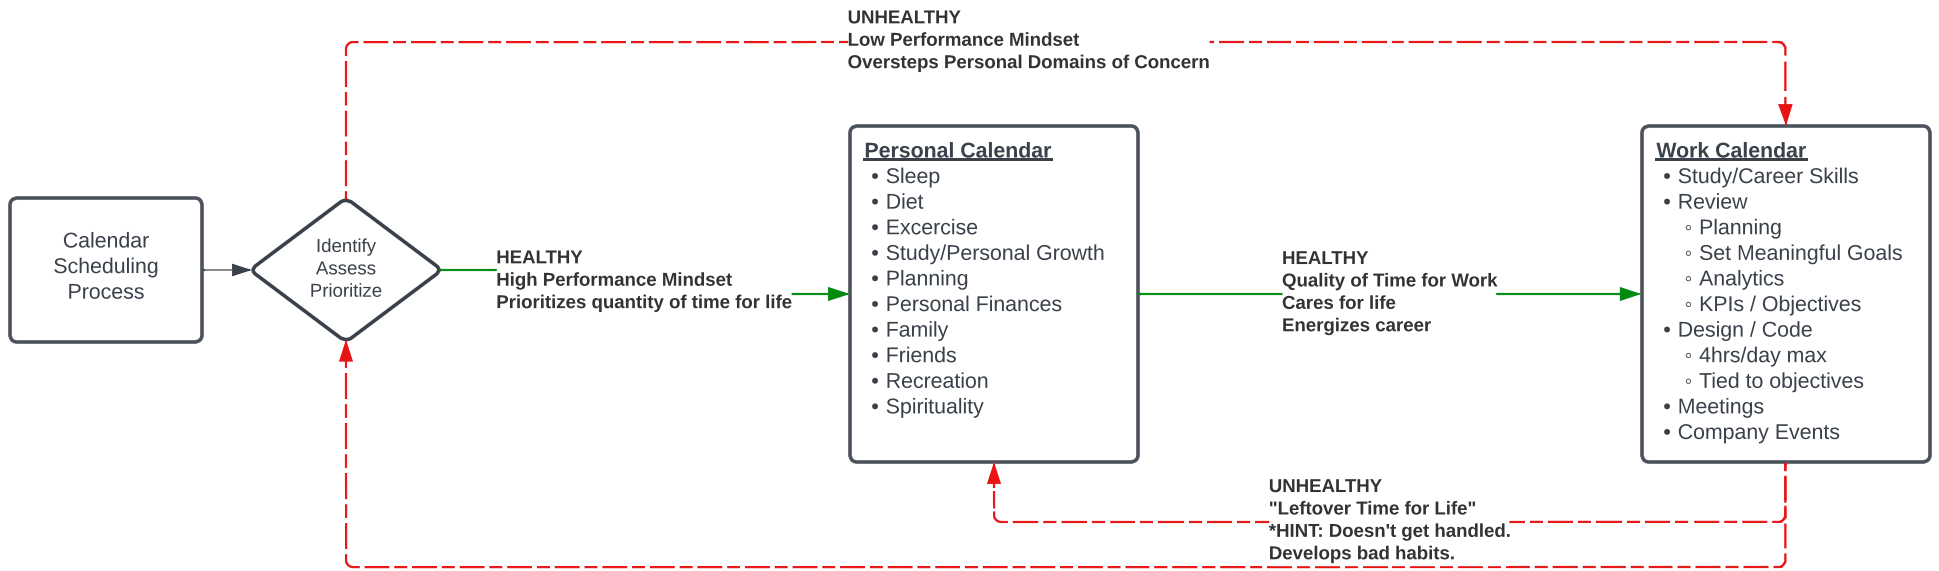 UNHEALTHY
Low Performance Mindset
Oversteps Personal Domains of Concern
Calendar
Scheduling
Process
Identify
Assess
Prioritize
HEALTHY
High Performance Mindset
Prioritizes quantity of time for life
Personal Calendar
• Sleep
• Diet
• Excercise
• Study/Personal Growth
• Planning
• Personal Finances
• Family
• Friends
• Recreation
• Spirituality
HEALTHY
Quality of Time for Work
Cares for life
Energizes career
Work Calendar
• Study/Career Skills
• Review
◦ Planning
◦ Set Meaningful Goals
◦ Analytics
◦ KPIs / Objectives
• Design / Code
◦ 4hrs/day max
◦ Tied to objectives
• Meetings
• Company Events
UNHEALTHY
"Leftover Time for Life"
*HINT: Doesn't get handled.
Develops bad habits.